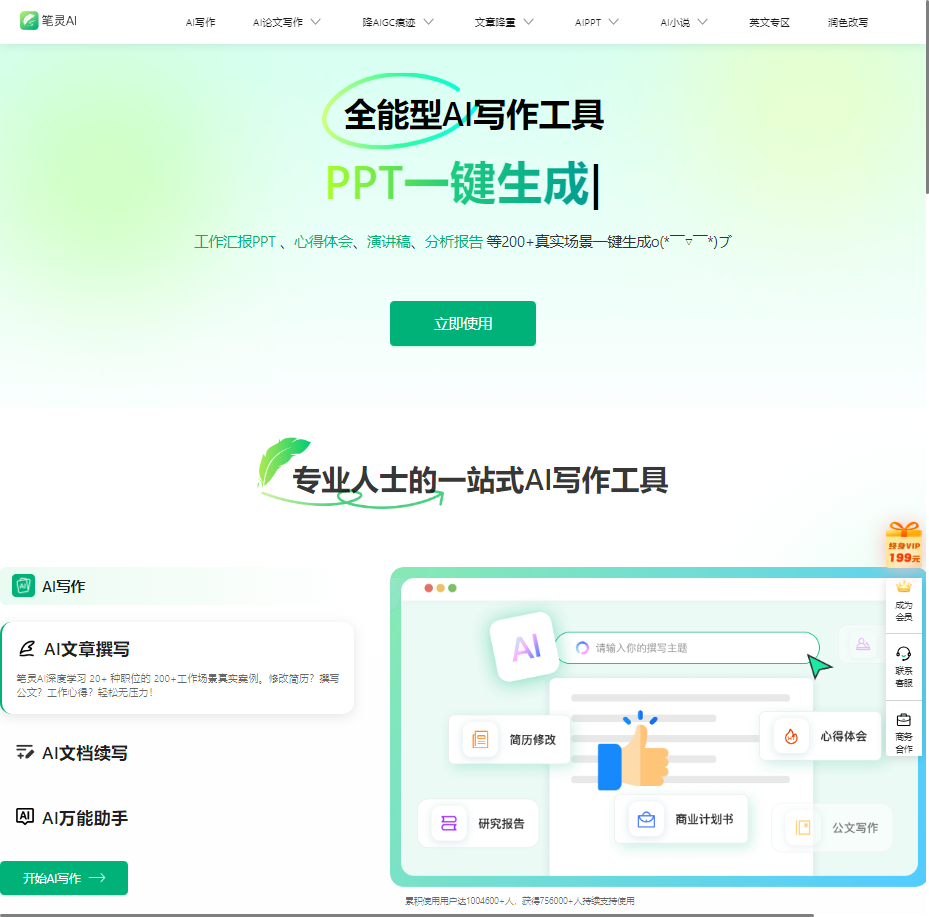 笔灵AI
AI写作 AI论文写作 降AIGC痕迹 文章降重 AIPPT AI小说 英文专区 润色改写
全能型AI写作工具
PPT一键生成|
工作汇报PPT 、心得体会、演讲稿、分析报告 等200+真实场景一键生成o(*￣▽￣*)ブ
立即使用
专业人士的一站式AI写作工具
AI写作
AI文章撰写
笔灵AI深度学习 20+ 种职位的 200+工作场景真实案例。修改简历？撰写
公文？工作心得？轻松无压力！
AI文档续写
AI万能助手
开始AI写作
AI
请输入你的撰写主题
简历修改
心得体会
研究报告
商业计划书
公文写作
累积使用用户达1004600+人，获得756000+人持续支持使用
终身VIP
199元
成为
会员
联系
客服
商务
合作